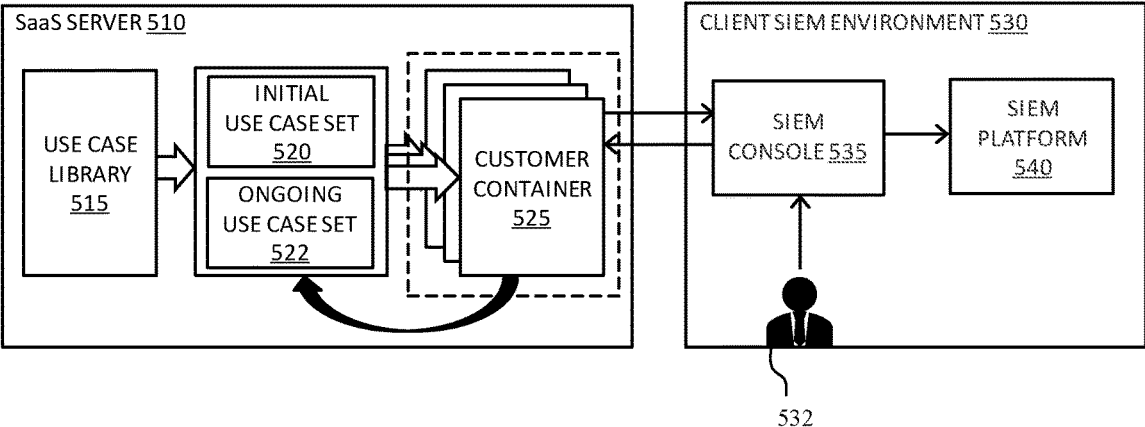 SaaS SERVER 510
USE CASE
LIBRARY
515
INITIAL
USE CASE SET
520
ONGOING
USE CASE SET
522
CUSTOMER
CONTAINER
525
CLIENT SIEM ENVIRONMENT 530
SIEM
CONSOLE 535
SIEM
PLATFORM
540
532